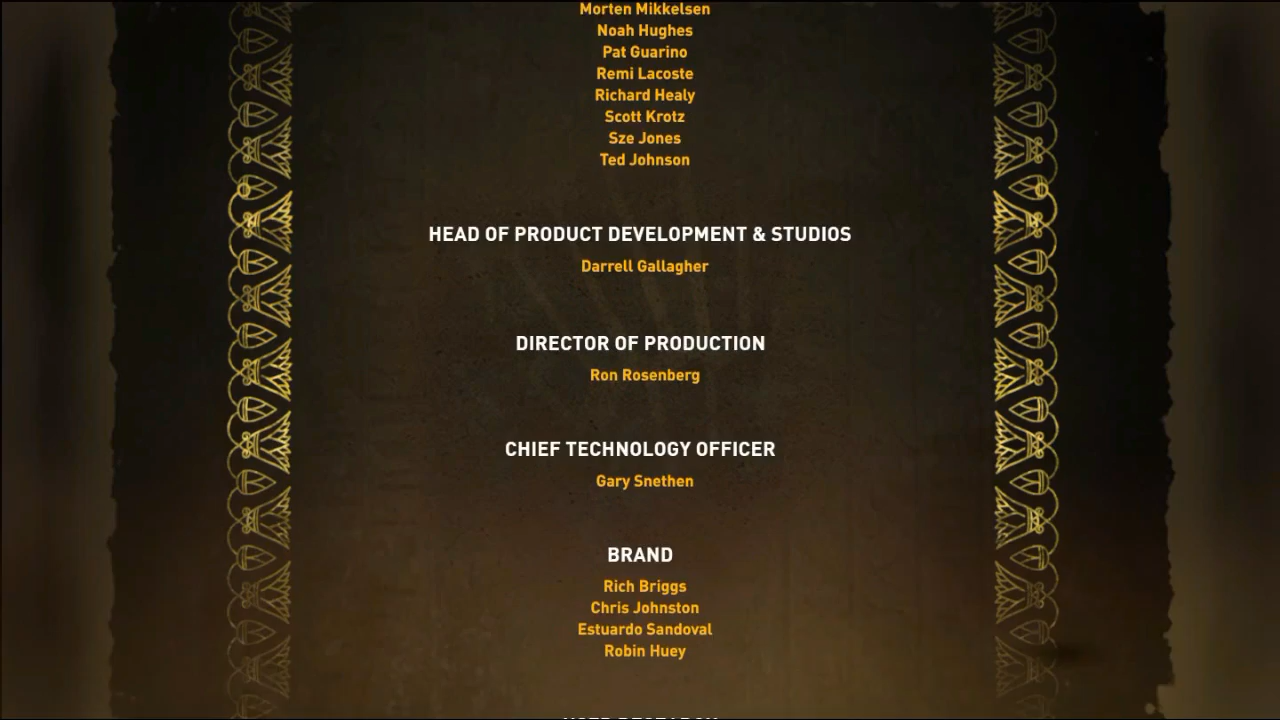 Morten Mikkelsen
Noah Hughes
Pat Guarino
Remi Lacoste
Richard Healy
Scott Krotz
Sze Jones
Ted Johnson
HEAD OF PRODUCT DEVELOPMENT & STUDIOS
Darrell Gallagher
DIRECTOR OF PRODUCTION
Ron Rosenberg
CHIEF TECHNOLOGY OFFICER
Gary Snethen
BRAND
Rich Briggs
Chris Johnston
Estuardo Sandoval
Robin Huey